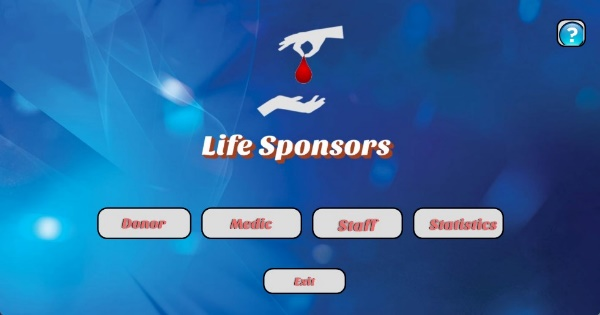 ?
Life Sponsors
Donor Medic Staff Statistics
Exit